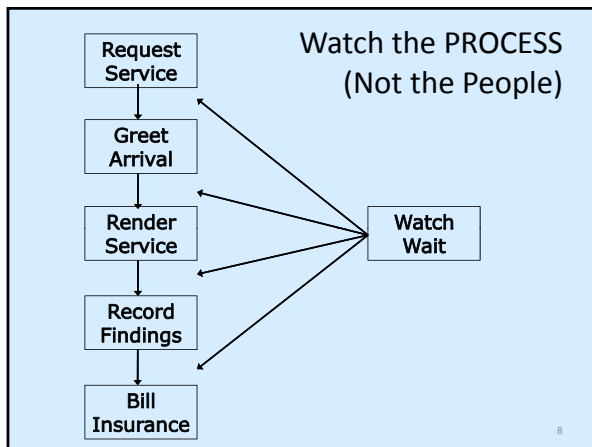 Watch the PROCESS
(Not the People)
Request
Service
Greet
Arrival
Render
Service
Record
Findings
Bill
Insurance
Watch
Wait
8